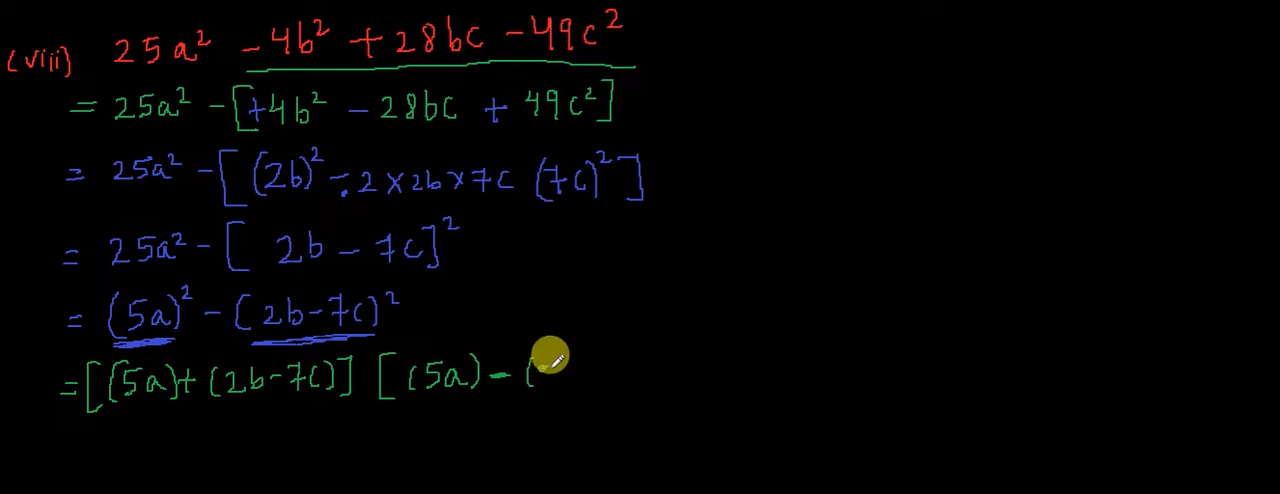 (viii) 25a² -4b² + 28bc - 49c²
= 25a² - [+4b² - 28bc + 49c²]
= 25a² - [(2b)² - 2 × 2b × 7c (7c)²]
= 25a² - [ 2b - 7c]²
= (5a)² - (2b-7c)²
= [(5a)+(2b-7c)] [(5a) - (